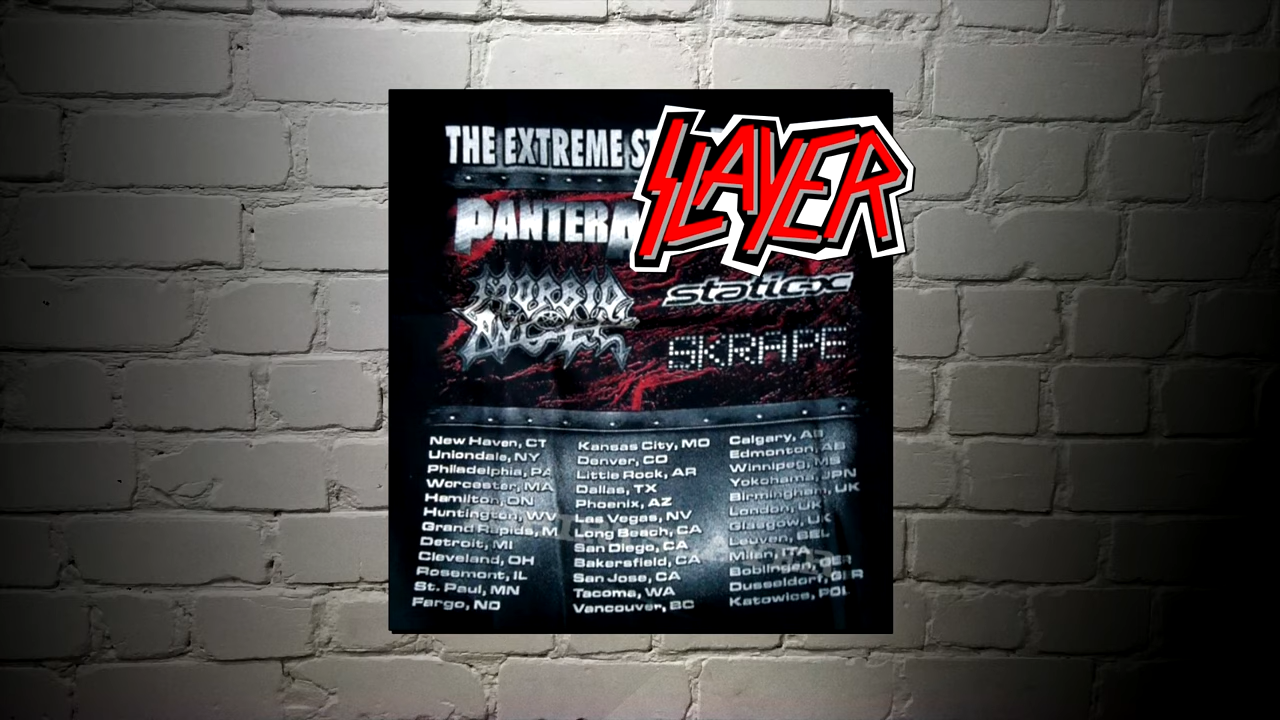 THE EXTREME ST
SLAYER
PANTERA
MORBID
ANGEL
static-x
SKRAPE
New Haven, CT
Uniondale, NY
Philadelphia, PA
Worcester, MA
Hamilton, ON
Huntington, WV
Grand Rapids, M
Detroit, MI
Cleveland, OH
Rosemont, IL
St. Paul, MN
Fargo, ND
Kansas City, MO
Denver, CO
Little Rock, AR
Dallas, TX
Phoenix, AZ
Las Vegas, NV
Long Beach, CA
San Diego, CA
Bakersfield, CA
San Jose, CA
Tacoma, WA
Vancouver, BC
Calgary, AB
Edmonton, AB
Winnipeg, MB
Yokohama, JPN
Birmingham, UK
London, UK
Glasgow, UK
Leuven, BEL
Milan, ITA
Boblingen, GER
Dusseldorf, GER
Katowice, POL